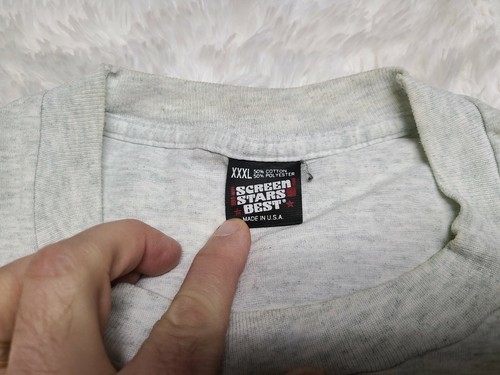 XXXL 50% COTTON
50% POLYESTER
SCREEN
STARS
BEST
MADE IN U.S.A.